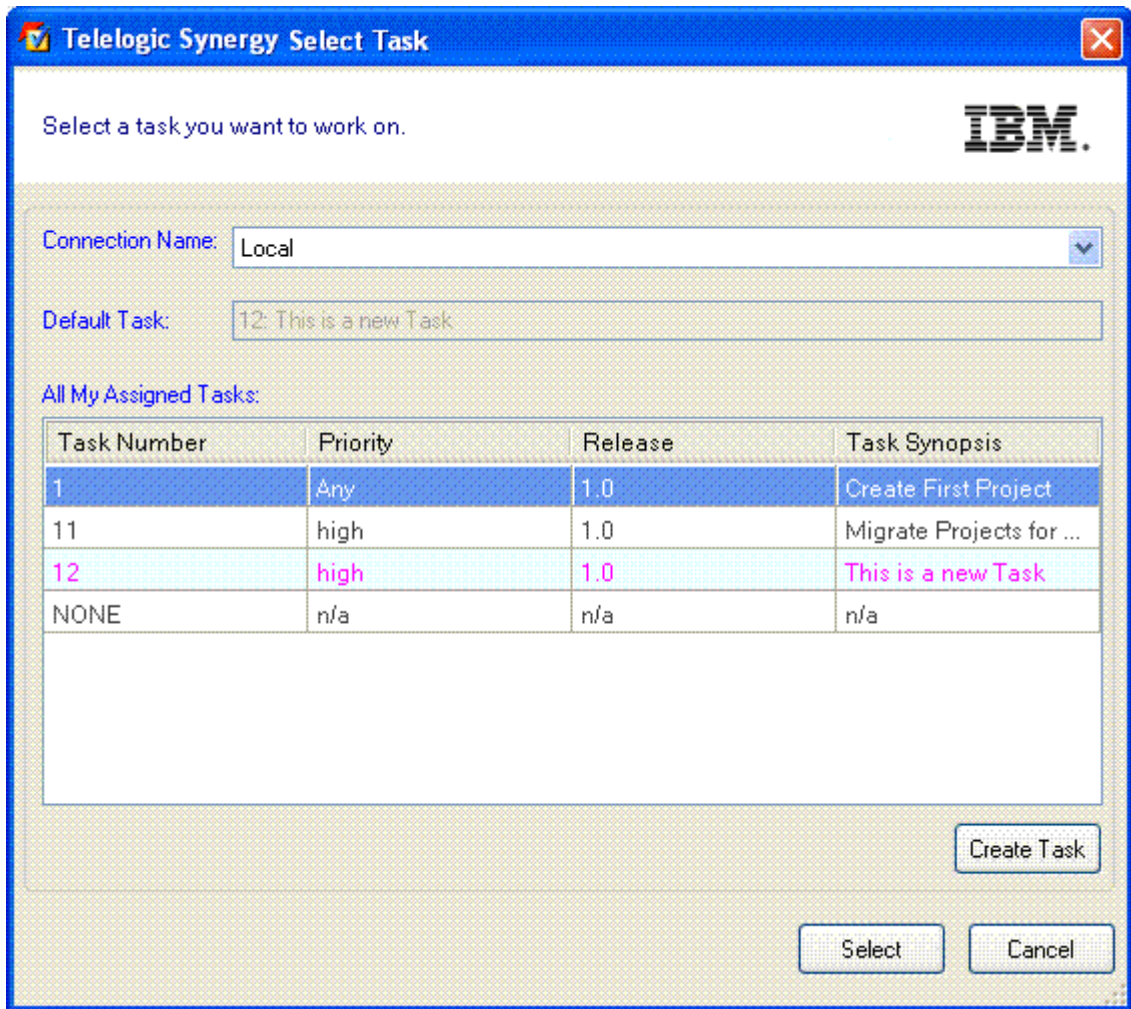 Telelogic Synergy Select Task
Select a task you want to work on.
IBM.
Connection Name: Local
Default Task: 12: This is a new Task
All My Assigned Tasks:
Task Number Priority Release Task Synopsis
1 Any 1.0 Create First Project
11 high 1.0 Migrate Projects for ...
12 high 1.0 This is a new Task
NONE n/a n/a n/a
Create Task
Select Cancel